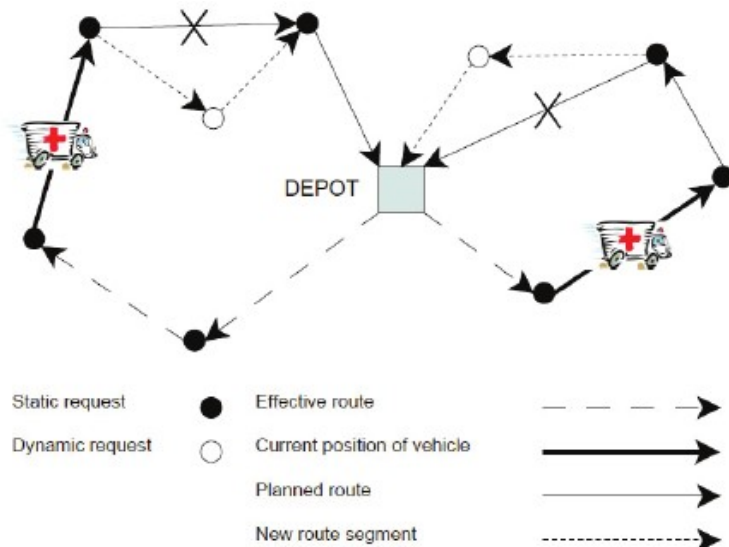 DEPOT
Static request
Effective route
Dynamic request
Current position of vehicle
Planned route
New route segment